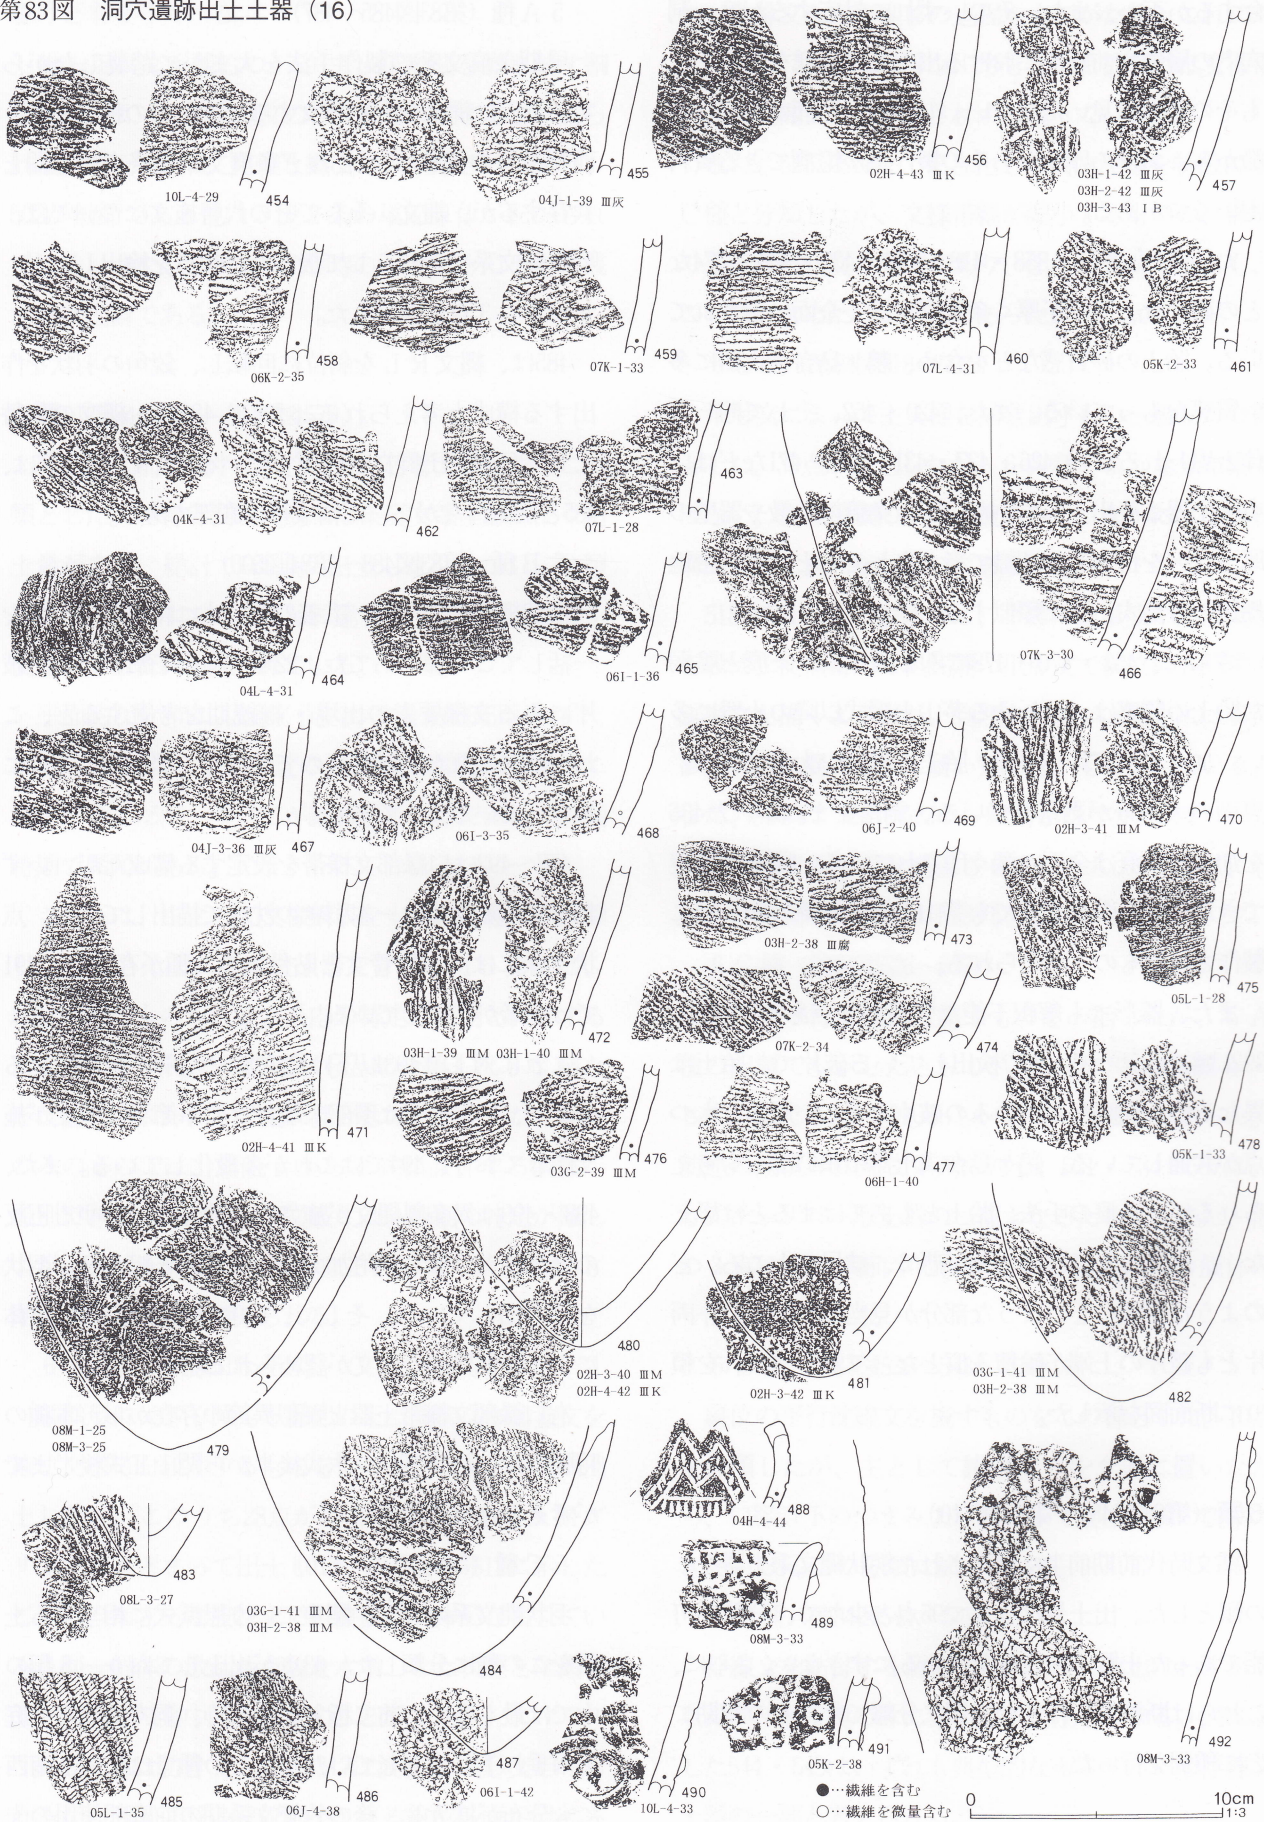 第83図　洞穴遺跡出土土器（16）
10L-4-29
454
04J-1-39 Ⅲ灰
455
02H-4-43 ⅢK
456
03H-1-42 Ⅲ灰
03H-2-42 Ⅲ灰
03H-3-43 ⅠB
457
06K-2-35
458
07K-1-33
459
07L-4-31
460
05K-2-33
461
04K-4-31
462
07L-1-28
463
04L-4-31
464
06I-1-36
465
07K-3-30
466
04J-3-36 Ⅲ灰
467
06I-3-35
468
06J-2-40
469
02H-3-41 ⅢM
470
02H-4-41 ⅢK
471
03H-1-39 ⅢM 03H-1-40 ⅢM
472
03H-2-38 Ⅲ腐
473
07K-2-34
474
05L-1-28
475
03G-2-39 ⅢM
476
06H-1-40
477
05K-1-33
478
08M-1-25
08M-3-25
479
480
02H-3-40 ⅢM
02H-4-42 ⅢK
02H-3-42 ⅢK
481
03G-1-41 ⅢM
03H-2-38 ⅢM
482
08L-3-27
483
03G-1-41 ⅢM
03H-2-38 ⅢM
484
04H-4-44
488
08M-3-33
489
05L-1-35
485
06J-4-38
486
06I-1-42
487
10L-4-33
490
05K-2-38
491
08M-3-33
492
●…繊維を含む
○…繊維を微量含む
0 10cm
1:3